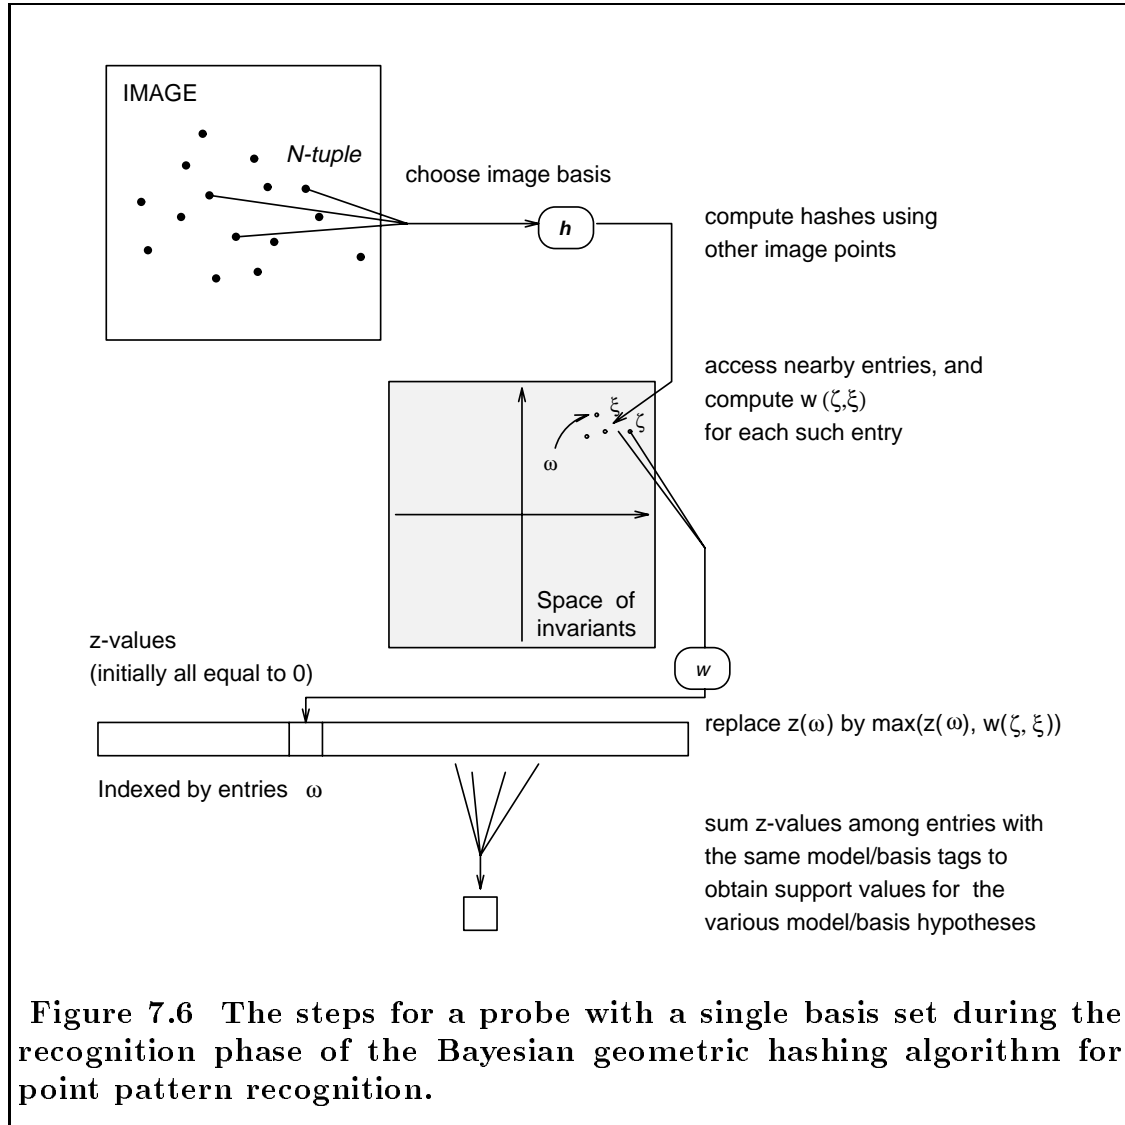 IMAGE
N-tuple
choose image basis
h
compute hashes using
other image points
access nearby entries, and
compute w (ζ,ξ)
for each such entry
ξ
ζ
ω
Space of
invariants
z-values
(initially all equal to 0)
w
replace z(ω) by max(z(ω), w(ζ, ξ))
Indexed by entries ω
sum z-values among entries with
the same model/basis tags to
obtain support values for the
various model/basis hypotheses
Figure 7.6 The steps for a probe with a single basis set during the
recognition phase of the Bayesian geometric hashing algorithm for
point pattern recognition.